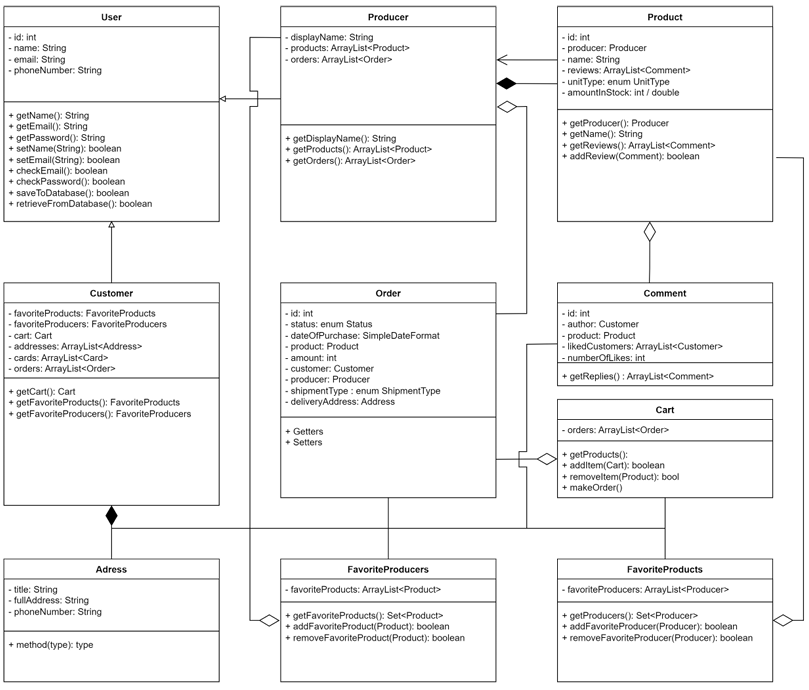 User
- id: int
- name: String
- email: String
- phoneNumber: String
+ getName(): String
+ getEmail(): String
+ getPassword(): String
+ setName(String): boolean
+ setEmail(String): boolean
+ checkEmail(): boolean
+ checkPassword(): boolean
+ saveToDatabase(): boolean
+ retrieveFromDatabase(): boolean
Producer
- displayName: String
- products: ArrayList<Product>
- orders: ArrayList<Order>
+ getDisplayName(): String
+ getProducts(): ArrayList<Product>
+ getOrders(): ArrayList<Order>
Product
- id: int
- producer: Producer
- name: String
- reviews: ArrayList<Comment>
- unitType: enum UnitType
- amountInStock: int / double
+ getProducer(): Producer
+ getName(): String
+ getReviews(): ArrayList<Comment>
+ addReview(Comment): boolean
Customer
- favoriteProducts: FavoriteProducts
- favoriteProducers: FavoriteProducers
- cart: Cart
- addresses: ArrayList<Address>
- cards: ArrayList<Card>
- orders: ArrayList<Order>
+ getCart(): Cart
+ getFavoriteProducts(): FavoriteProducts
+ getFavoriteProducers(): FavoriteProducers
Order
- id: int
- status: enum Status
- dateOfPurchase: SimpleDateFormat
- product: Product
- amount: int
- customer: Customer
- producer: Producer
- shipmentType : enum ShipmentType
- deliveryAddress: Address
+ Getters
+ Setters
Comment
- id: int
- author: Customer
- product: Product
- likedCustomers: ArrayList<Customer>
- numberOfLikes: int
+ getReplies() : ArrayList<Comment>
Cart
- orders: ArrayList<Order>
+ getProducts():
+ addItem(Cart): boolean
+ removeItem(Product): bool
+ makeOrder()
Adress
- title: String
- fullAddress: String
- phoneNumber: String
+ method(type): type
FavoriteProducers
- favoriteProducts: ArrayList<Product>
+ getFavoriteProducts(): Set<Product>
+ addFavoriteProduct(Product): boolean
+ removeFavoriteProduct(Product): boolean
FavoriteProducts
- favoriteProducers: ArrayList<Producer>
+ getProducers(): Set<Producer>
+ addFavoriteProducer(Producer): boolean
+ removeFavoriteProducer(Producer): boolean